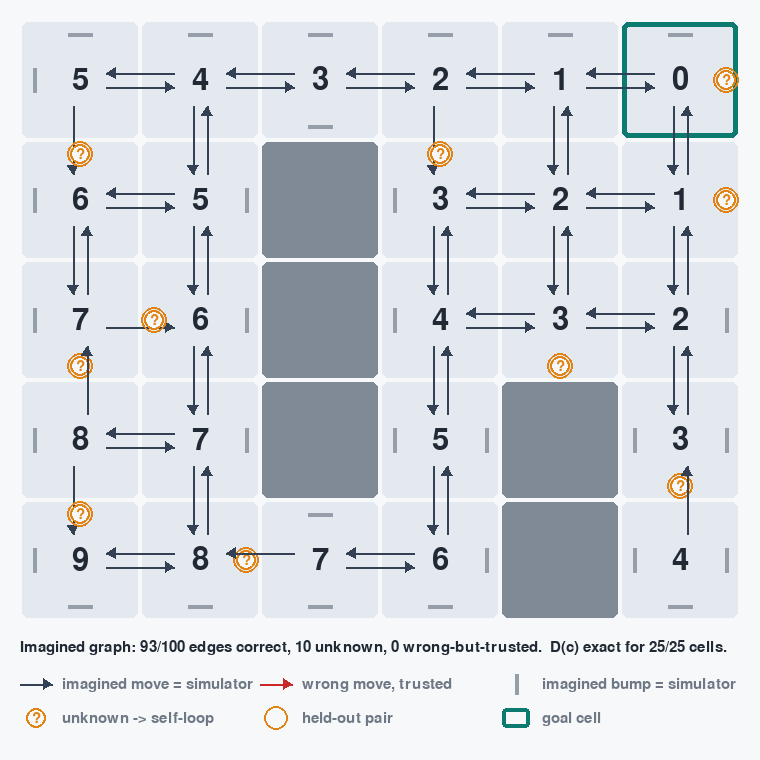 5 4 3 2 1 0 ?
? ?
6 5 3 2 1 ?
7 ? 6 4 3 2
? ?
8 7 5 3
? ?
9 8 ? 7 6 4
Imagined graph: 93/100 edges correct, 10 unknown, 0 wrong-but-trusted. D(c) exact for 25/25 cells.
imagined move = simulator wrong move, trusted imagined bump = simulator
? unknown -> self-loop held-out pair goal cell